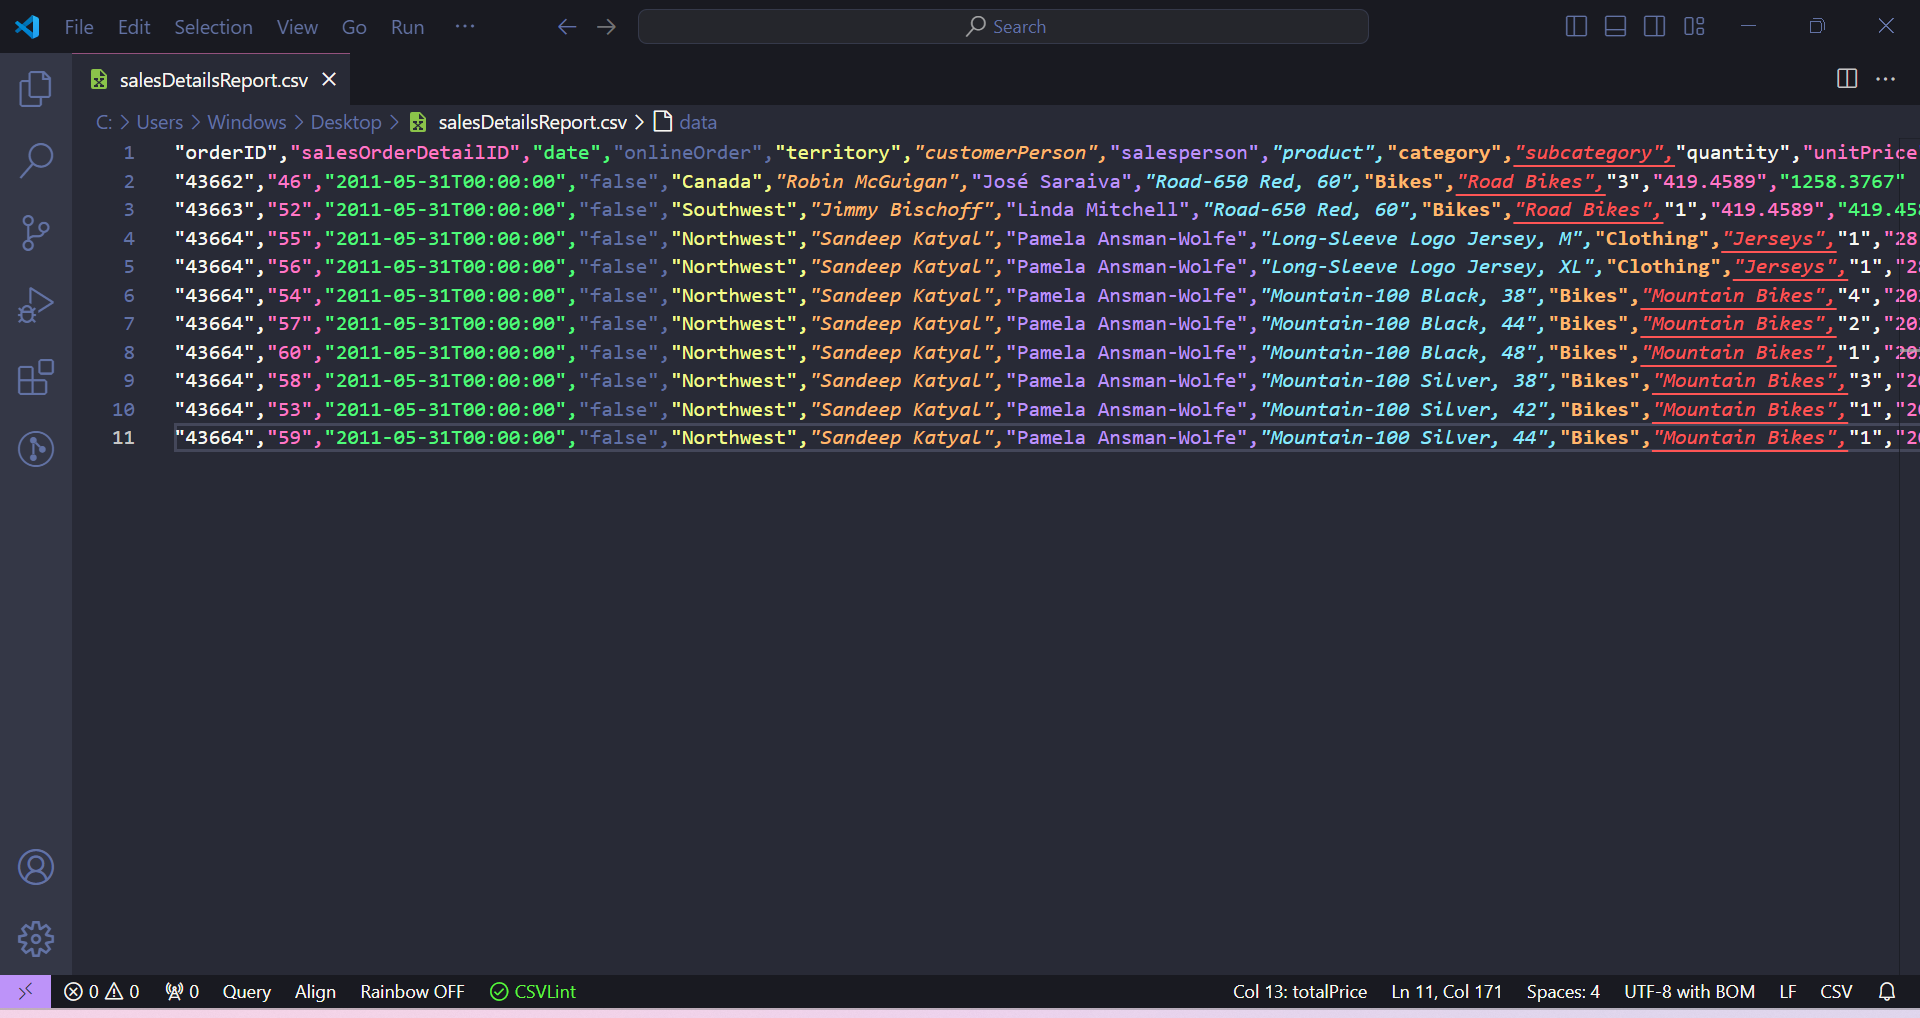 File Edit Selection View Go Run ··· Search
salesDetailsReport.csv
C: > Users > Windows > Desktop > salesDetailsReport.csv > data
1 "orderID","salesOrderDetailID","date","onlineOrder","territory","customerPerson","salesperson","product","category","subcategory","quantity","unitPrice
2 "43662","46","2011-05-31T00:00:00","false","Canada","Robin McGuigan","José Saraiva","Road-650 Red, 60","Bikes","Road Bikes","3","419.4589","1258.3767"
3 "43663","52","2011-05-31T00:00:00","false","Southwest","Jimmy Bischoff","Linda Mitchell","Road-650 Red, 60","Bikes","Road Bikes","1","419.4589","419.45
4 "43664","55","2011-05-31T00:00:00","false","Northwest","Sandeep Katyal","Pamela Ansman-Wolfe","Long-Sleeve Logo Jersey, M","Clothing","Jerseys","1","28
5 "43664","56","2011-05-31T00:00:00","false","Northwest","Sandeep Katyal","Pamela Ansman-Wolfe","Long-Sleeve Logo Jersey, XL","Clothing","Jerseys","1","2
6 "43664","54","2011-05-31T00:00:00","false","Northwest","Sandeep Katyal","Pamela Ansman-Wolfe","Mountain-100 Black, 38","Bikes","Mountain Bikes","4","20
7 "43664","57","2011-05-31T00:00:00","false","Northwest","Sandeep Katyal","Pamela Ansman-Wolfe","Mountain-100 Black, 44","Bikes","Mountain Bikes","2","20
8 "43664","60","2011-05-31T00:00:00","false","Northwest","Sandeep Katyal","Pamela Ansman-Wolfe","Mountain-100 Black, 48","Bikes","Mountain Bikes","1","20
9 "43664","58","2011-05-31T00:00:00","false","Northwest","Sandeep Katyal","Pamela Ansman-Wolfe","Mountain-100 Silver, 38","Bikes","Mountain Bikes","3","2
10 "43664","53","2011-05-31T00:00:00","false","Northwest","Sandeep Katyal","Pamela Ansman-Wolfe","Mountain-100 Silver, 42","Bikes","Mountain Bikes","1","2
11 "43664","59","2011-05-31T00:00:00","false","Northwest","Sandeep Katyal","Pamela Ansman-Wolfe","Mountain-100 Silver, 44","Bikes","Mountain Bikes","1","2
0 0 0 Query Align Rainbow OFF CSVLint Col 13: totalPrice Ln 11, Col 171 Spaces: 4 UTF-8 with BOM LF CSV